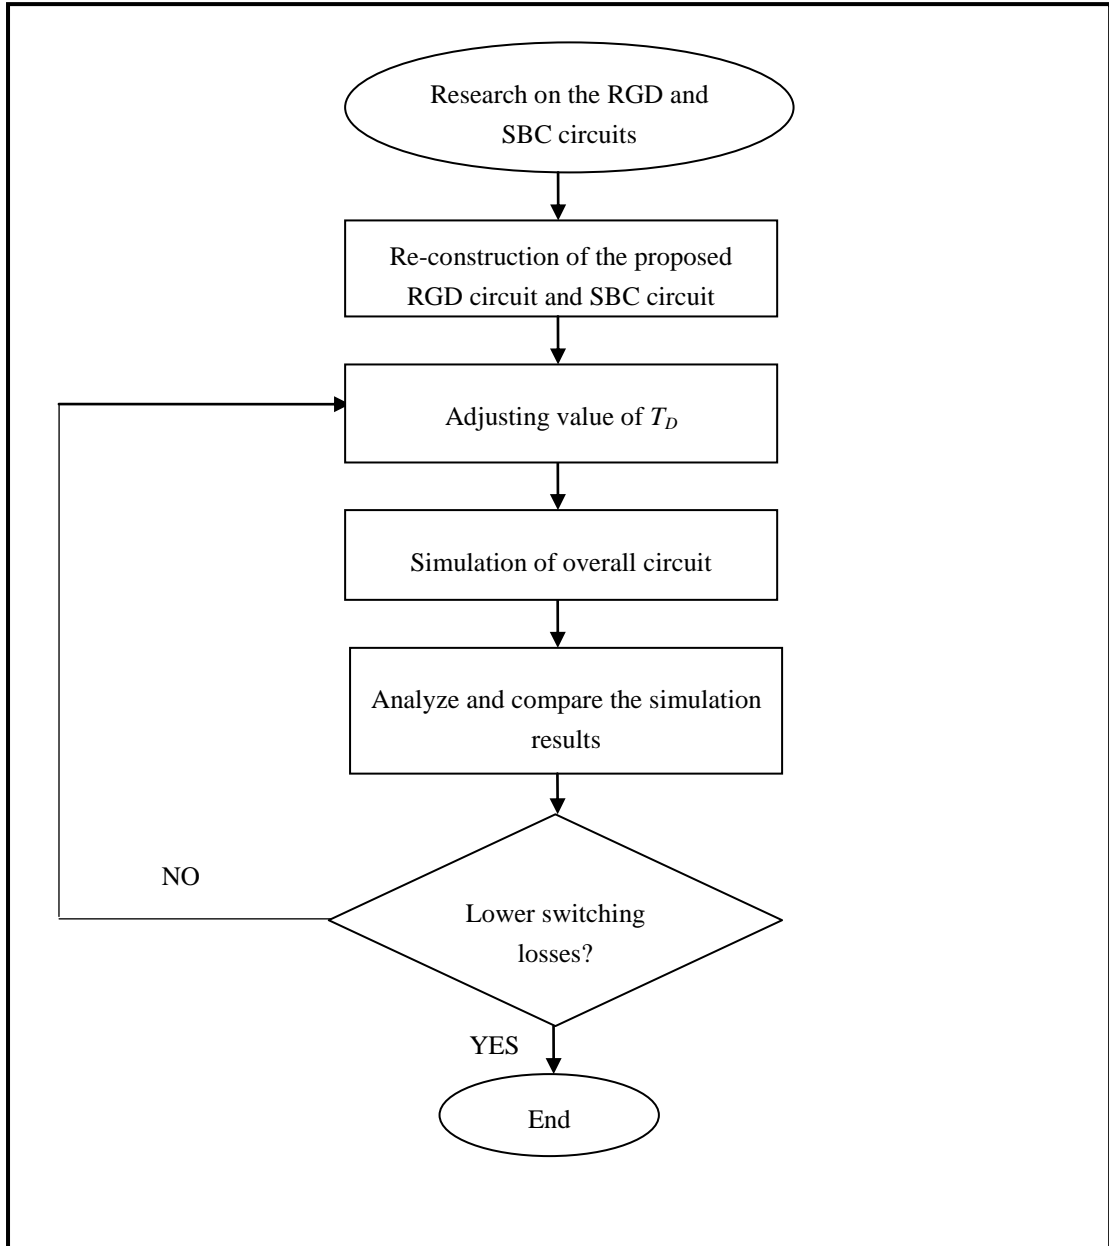 Research on the RGD and
SBC circuits
Re-construction of the proposed
RGD circuit and SBC circuit
Adjusting value of T_D
Simulation of overall circuit
Analyze and compare the simulation
results
NO
Lower switching
losses?
YES
End